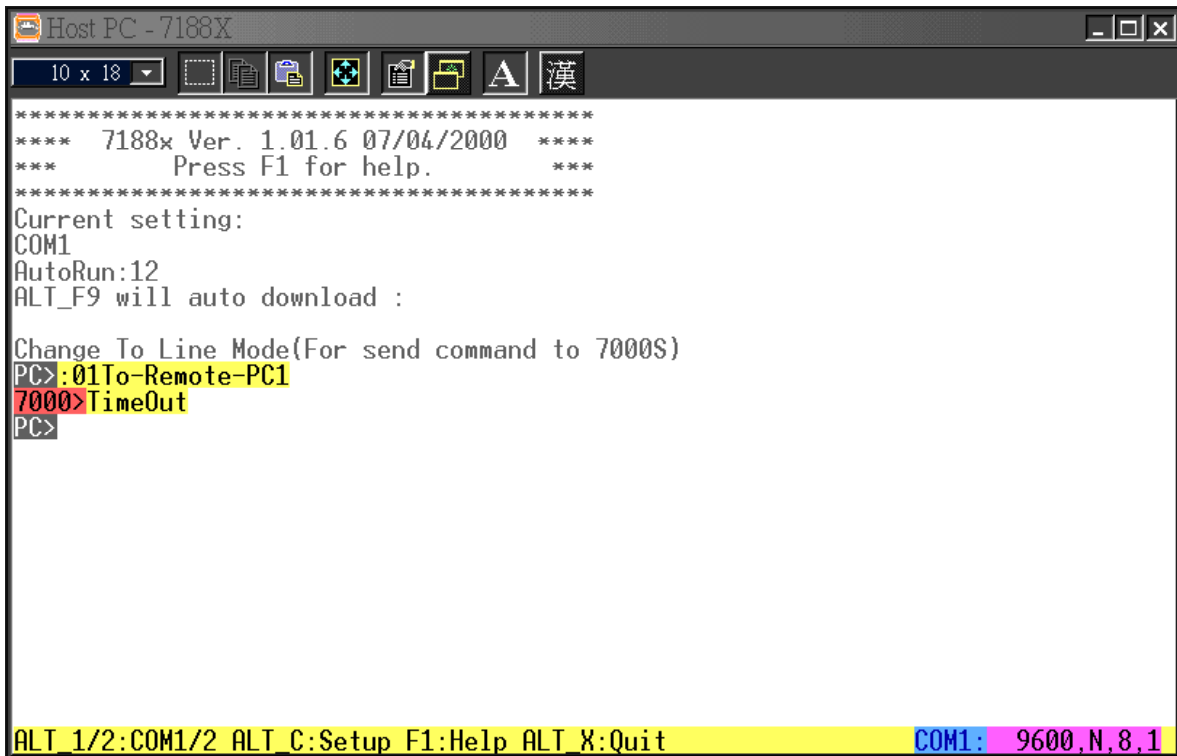 Host PC - 7188X
10 x 18 A 漢
*****************************************
****  7188x Ver. 1.01.6 07/04/2000  ****
***        Press F1 for help.        ***
*****************************************
Current setting:
COM1
AutoRun:12
ALT_F9 will auto download :
Change To Line Mode(For send command to 7000S)
PC>:01To-Remote-PC1
7000>TimeOut
PC>
ALT_1/2:COM1/2 ALT_C:Setup F1:Help ALT_X:Quit COM1: 9600,N,8,1